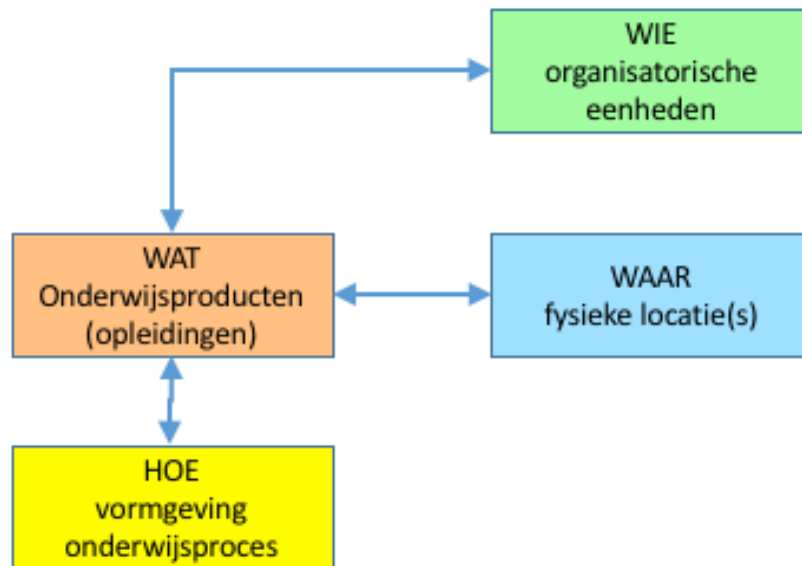 WIE
organisatorische
eenheden
WAT
Onderwijsproducten
(opleidingen)
WAAR
fysieke locatie(s)
HOE
vormgeving
onderwijsproces